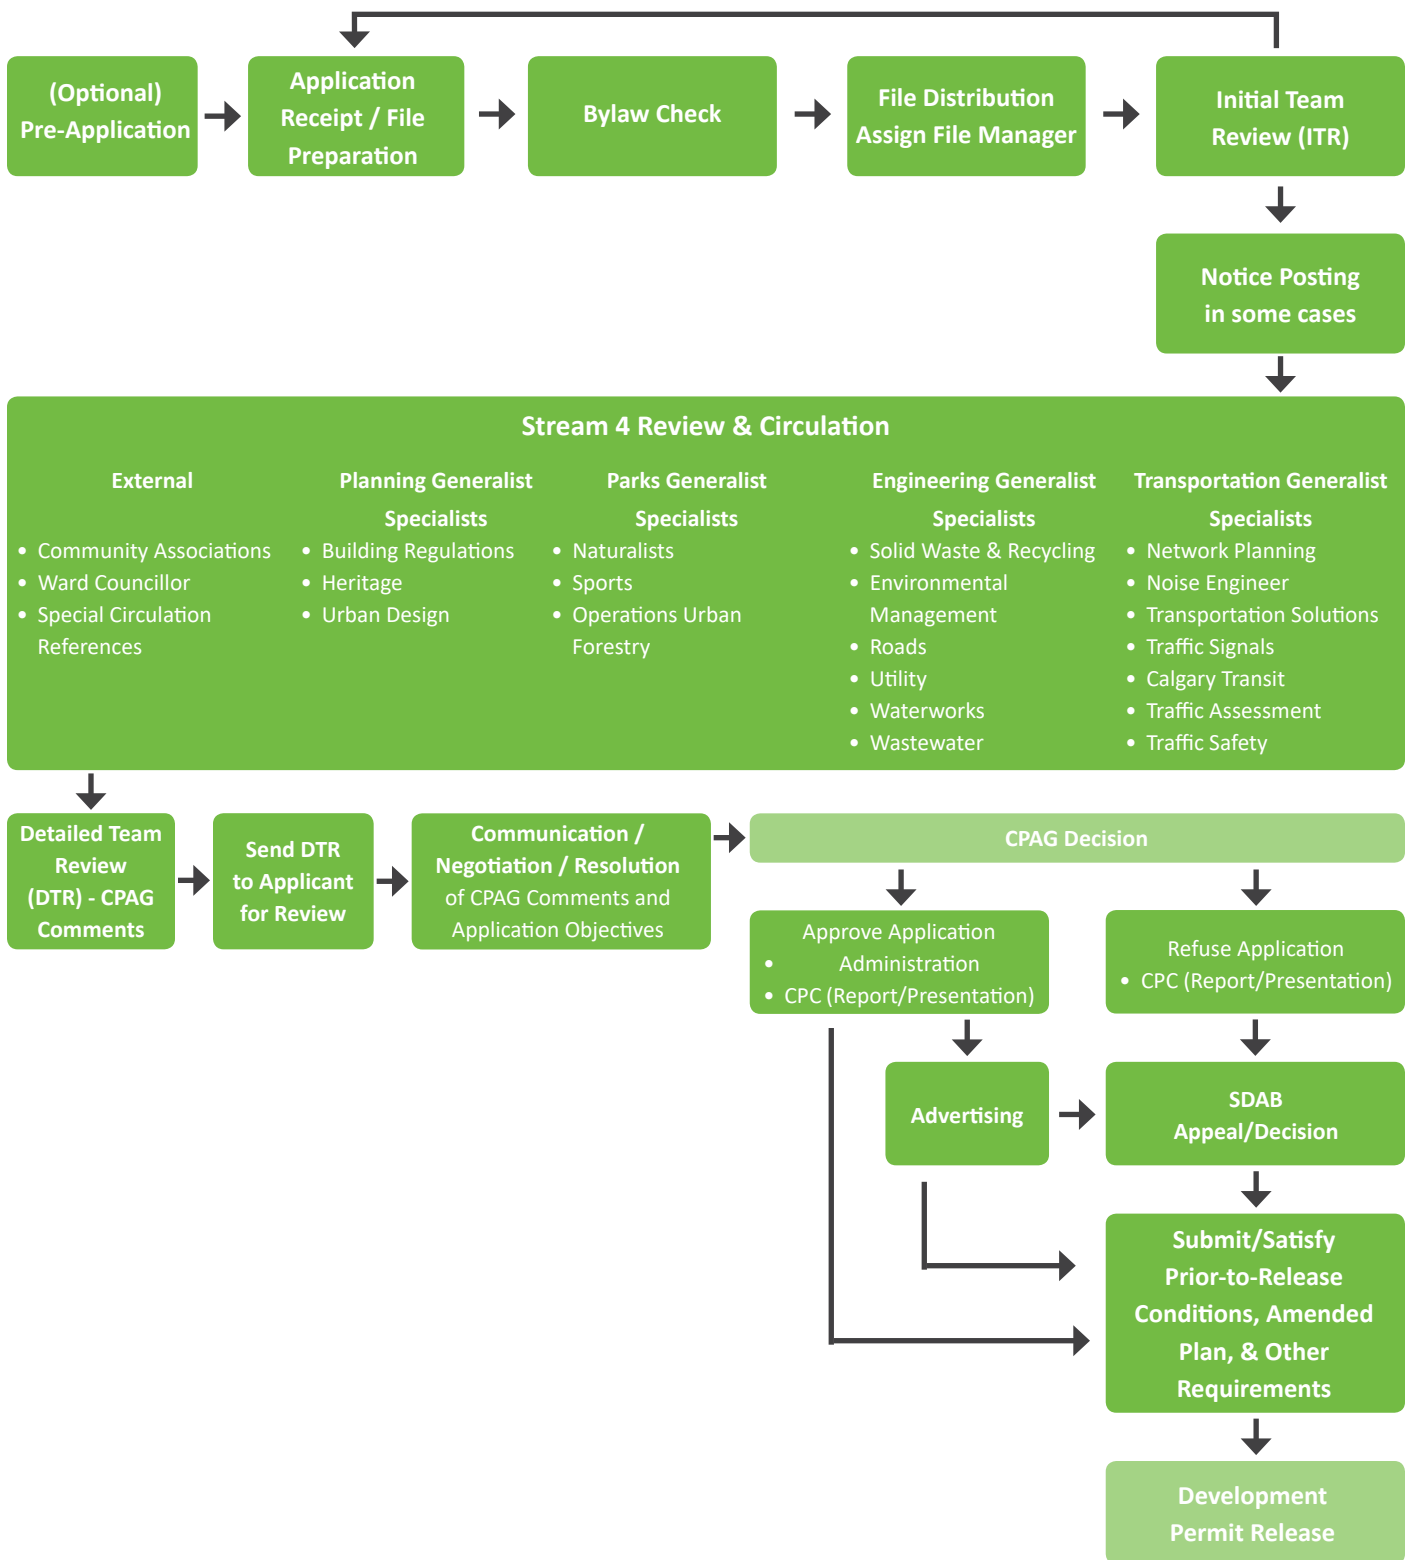 (Optional)
Pre-Application
Application
Receipt / File
Preparation
Bylaw Check
File Distribution
Assign File Manager
Initial Team
Review (ITR)
Notice Posting
in some cases
Stream 4 Review & Circulation
External
• Community Associations
• Ward Councillor
• Special Circulation
References
Planning Generalist
Specialists
• Building Regulations
• Heritage
• Urban Design
Parks Generalist
Specialists
• Naturalists
• Sports
• Operations Urban
Forestry
Engineering Generalist
Specialists
• Solid Waste & Recycling
• Environmental
Management
• Roads
• Utility
• Waterworks
• Wastewater
Transportation Generalist
Specialists
• Network Planning
• Noise Engineer
• Transportation Solutions
• Traffic Signals
• Calgary Transit
• Traffic Assessment
• Traffic Safety
Detailed Team
Review
(DTR) - CPAG
Comments
Send DTR
to Applicant
for Review
Communication /
Negotiation / Resolution
of CPAG Comments and
Application Objectives
CPAG Decision
Approve Application
• Administration
• CPC (Report/Presentation)
Refuse Application
• CPC (Report/Presentation)
Advertising
SDAB
Appeal/Decision
Submit/Satisfy
Prior-to-Release
Conditions, Amended
Plan, & Other
Requirements
Development
Permit Release